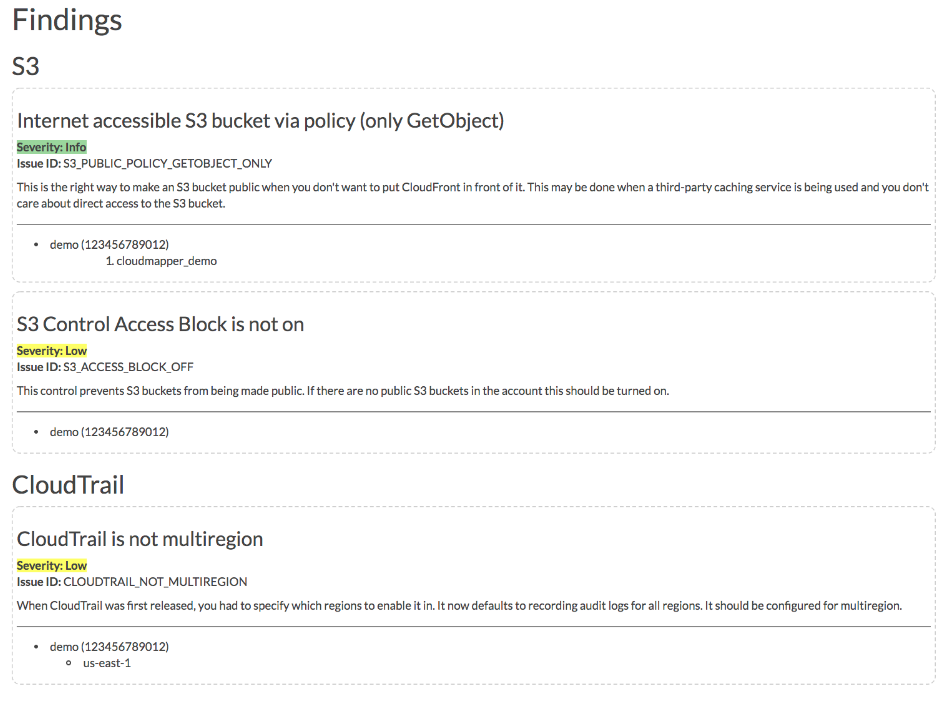 Findings
S3
Internet accessible S3 bucket via policy (only GetObject)
Severity: Info
Issue ID: S3_PUBLIC_POLICY_GETOBJECT_ONLY
This is the right way to make an S3 bucket public when you don't want to put CloudFront in front of it. This may be done when a third-party caching service is being used and you don't
care about direct access to the S3 bucket.
• demo (123456789012)
1. cloudmapper_demo
S3 Control Access Block is not on
Severity: Low
Issue ID: S3_ACCESS_BLOCK_OFF
This control prevents S3 buckets from being made public. If there are no public S3 buckets in the account this should be turned on.
• demo (123456789012)
CloudTrail
CloudTrail is not multiregion
Severity: Low
Issue ID: CLOUDTRAIL_NOT_MULTIREGION
When CloudTrail was first released, you had to specify which regions to enable it in. It now defaults to recording audit logs for all regions. It should be configured for multiregion.
• demo (123456789012)
○ us-east-1